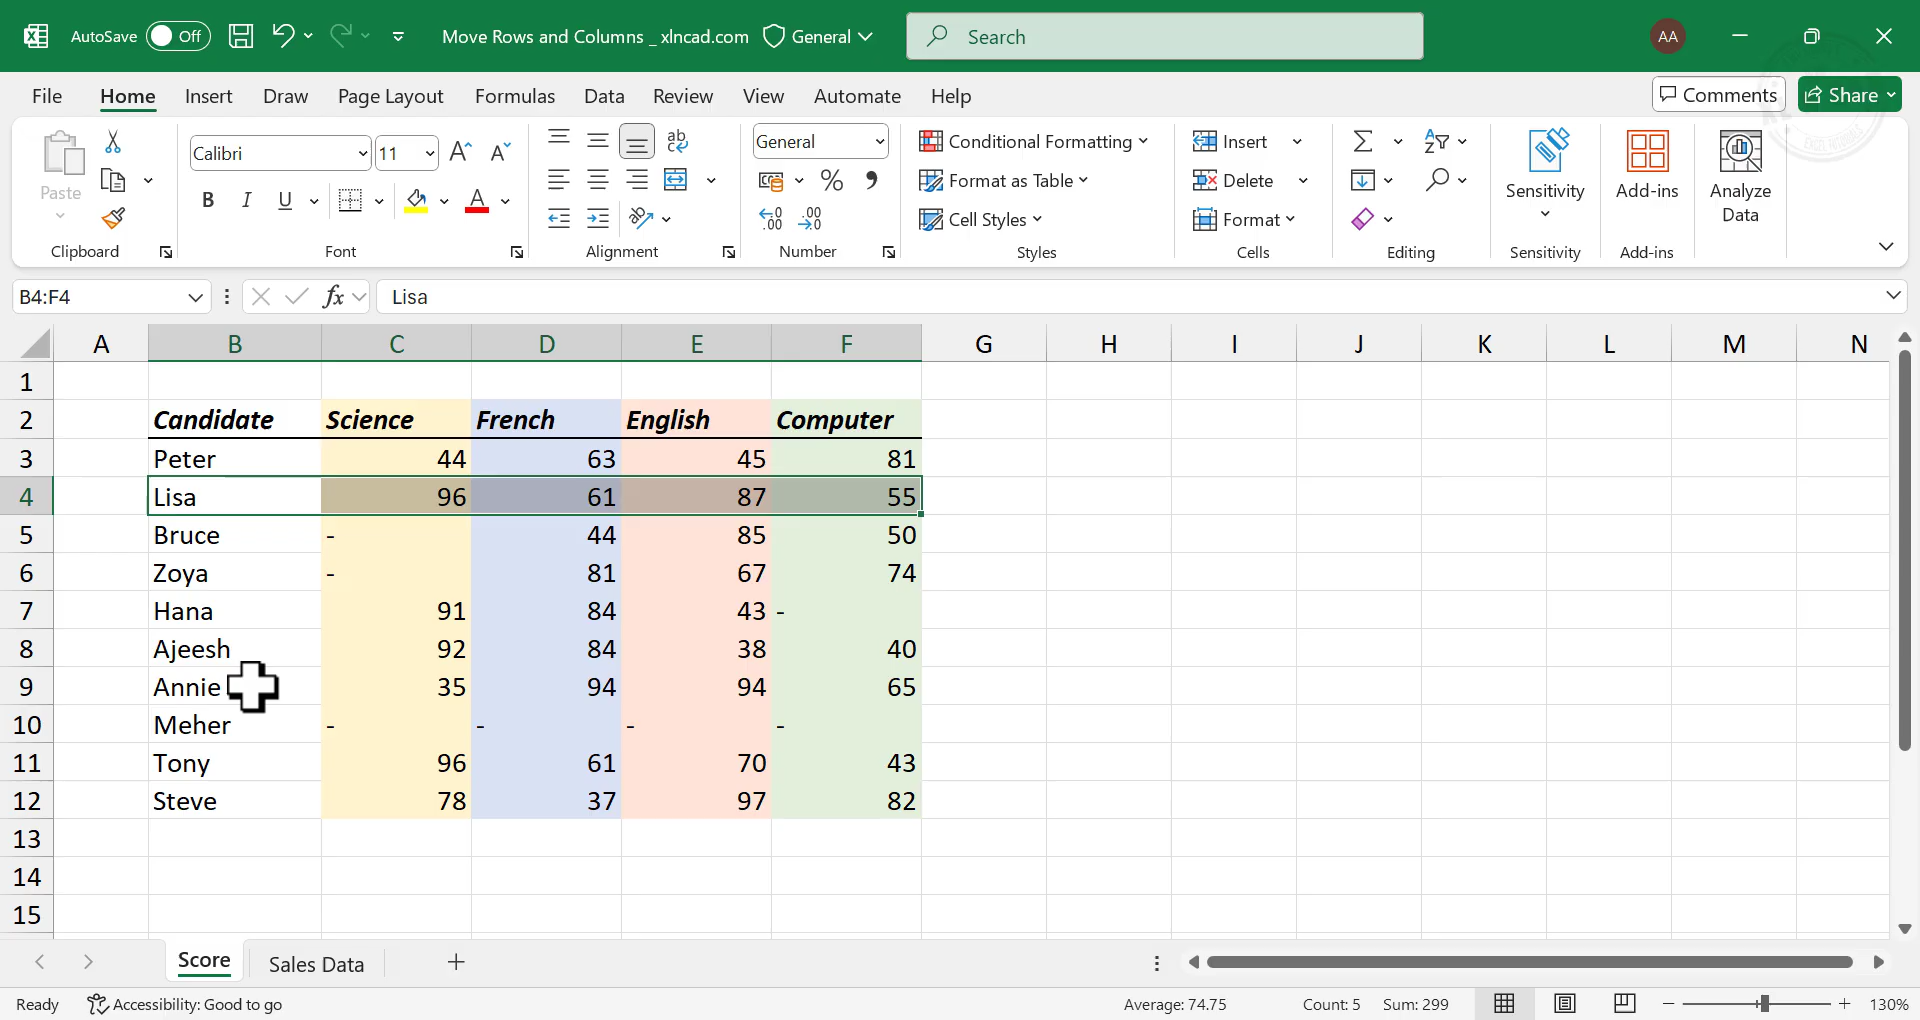 AutoSave Off Move Rows and Columns _ xlncad.com General Search AA
File Home Insert Draw Page Layout Formulas Data Review View Automate Help Comments Share
Paste
Clipboard
Calibri 11
B I U A
Font
ab
Alignment
General
% 9
.00 .00
Number
Conditional Formatting
Format as Table
Cell Styles
Styles
Insert
Delete
Format
Cells
Editing
Sensitivity
Sensitivity
Add-ins
Add-ins
Analyze
Data
B4:F4 fx Lisa
A B C D E F G H I J K L M N
1
2 Candidate Science French English Computer
3 Peter 44 63 45 81
4 Lisa 96 61 87 55
5 Bruce - 44 85 50
6 Zoya - 81 67 74
7 Hana 91 84 43 -
8 Ajeesh 92 84 38 40
9 Annie 35 94 94 65
10 Meher - - - -
11 Tony 96 61 70 43
12 Steve 78 37 97 82
13
14
15
Score Sales Data +
Ready Accessibility: Good to go Average: 74.75 Count: 5 Sum: 299 130%